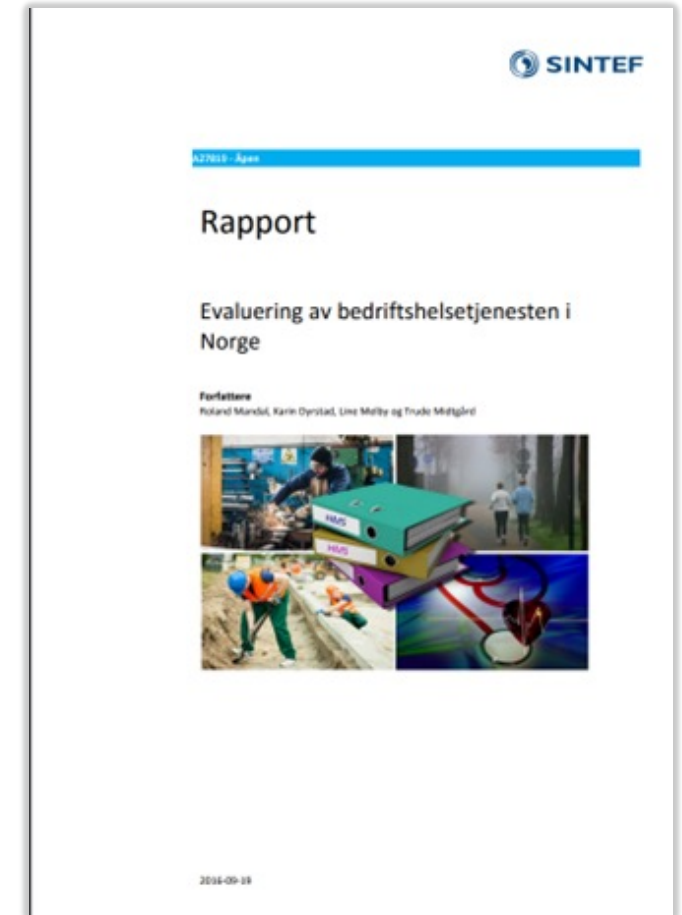 SINTEF
A27810 - Åpen
Rapport
Evaluering av bedriftshelsetjenesten i
Norge
Forfattere
Roland Mandal, Karin Dyrstad, Line Melby og Trude Midtgård
HMS
HMS
2016-09-19